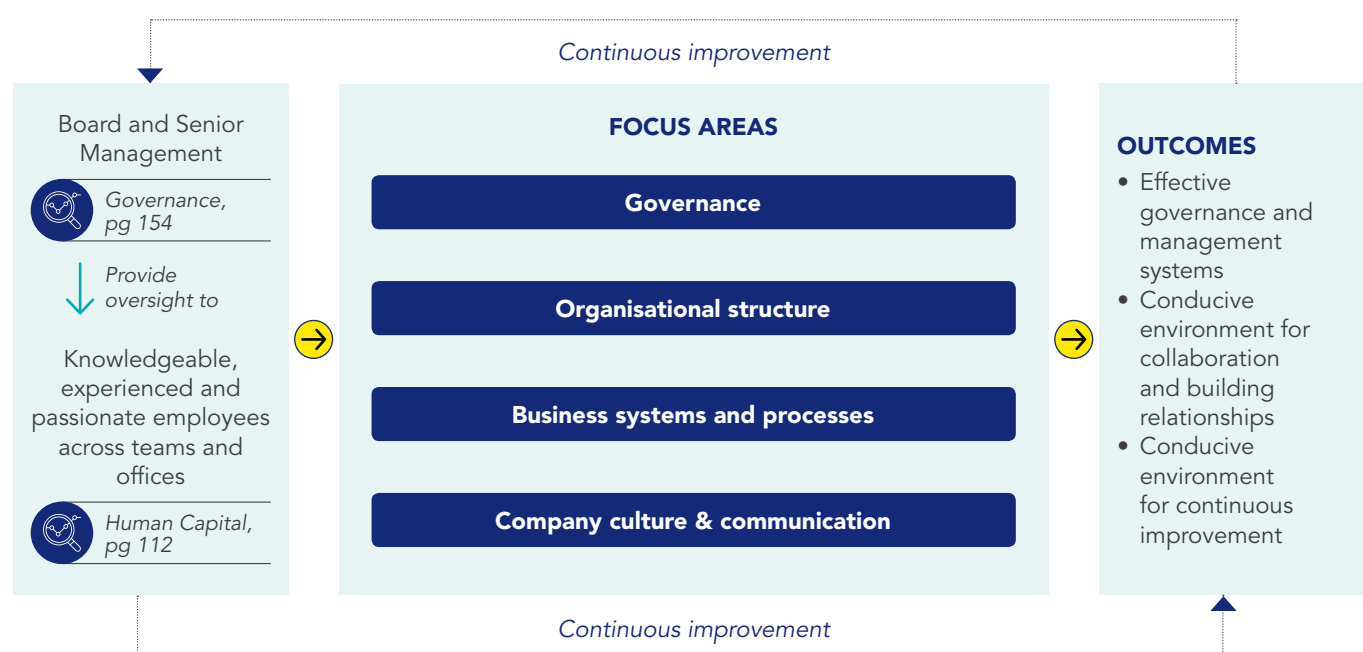 Continuous improvement
Board and Senior
Management
Governance,
pg 154
Provide
oversight to
Knowledgeable,
experienced and
passionate employees
across teams and
offices
Human Capital,
pg 112
FOCUS AREAS
Governance
Organisational structure
Business systems and processes
Company culture & communication
OUTCOMES
• Effective
governance and
management
systems
• Conducive
environment for
collaboration
and building
relationships
• Conducive
environment
for continuous
improvement
Continuous improvement